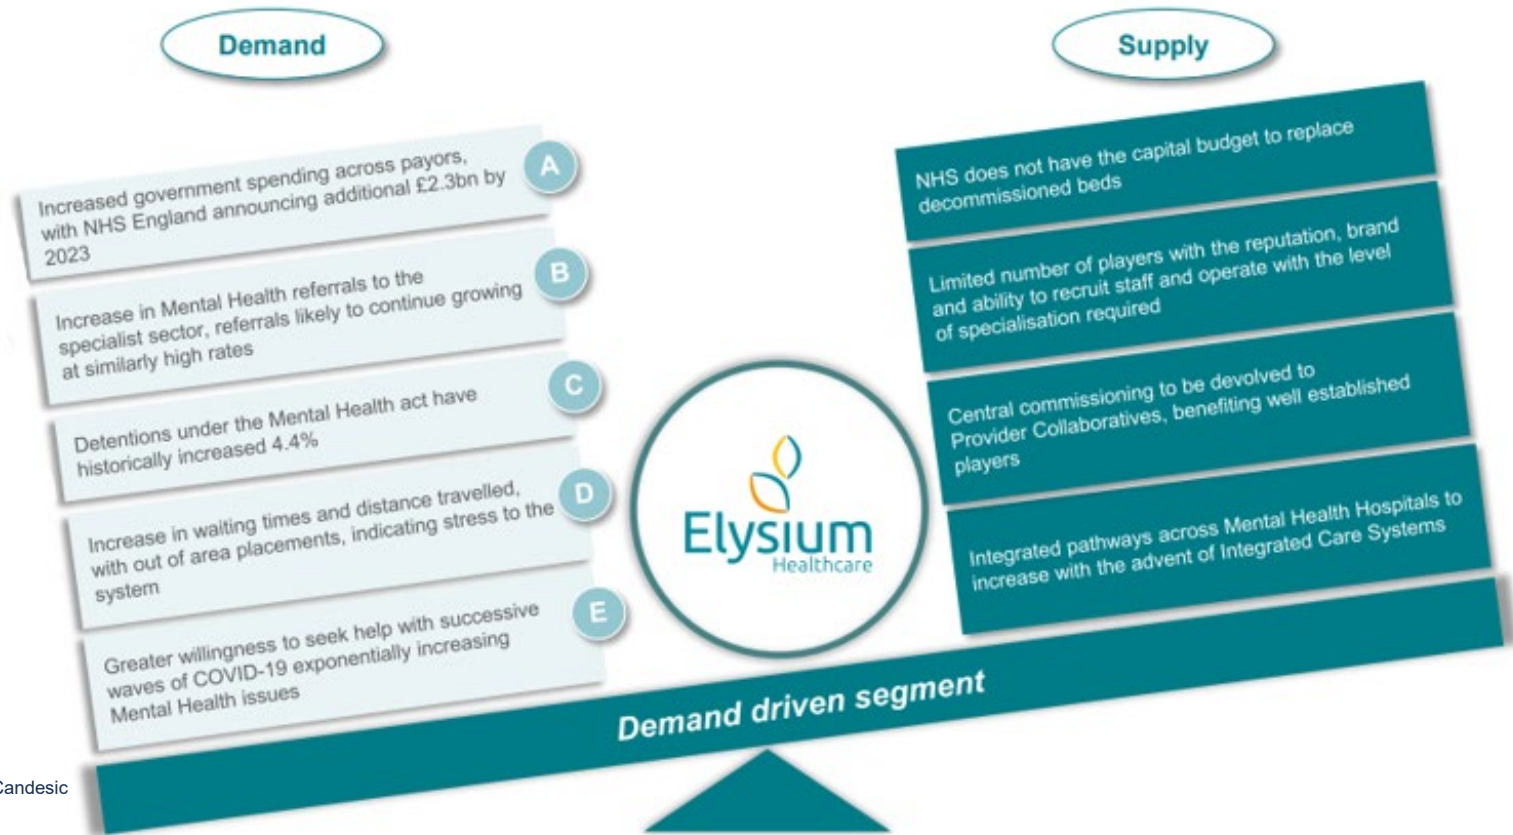 Demand
Increased government spending across payors,
with NHS England announcing additional £2.3bn by
2023
A
Increase in Mental Health referrals to the
specialist sector, referrals likely to continue growing
at similarly high rates
B
Detentions under the Mental Health act have
historically increased 4.4%
C
Increase in waiting times and distance travelled,
with out of area placements, indicating stress to the
system
D
Greater willingness to seek help with successive
waves of COVID-19 exponentially increasing
Mental Health issues
E
Elysium
Healthcare
Supply
NHS does not have the capital budget to replace
decommissioned beds
Limited number of players with the reputation, brand
and ability to recruit staff and operate with the level
of specialisation required
Central commissioning to be devolved to
Provider Collaboratives, benefiting well established
players
Integrated pathways across Mental Health Hospitals to
increase with the advent of Integrated Care Systems
Demand driven segment
Candesic